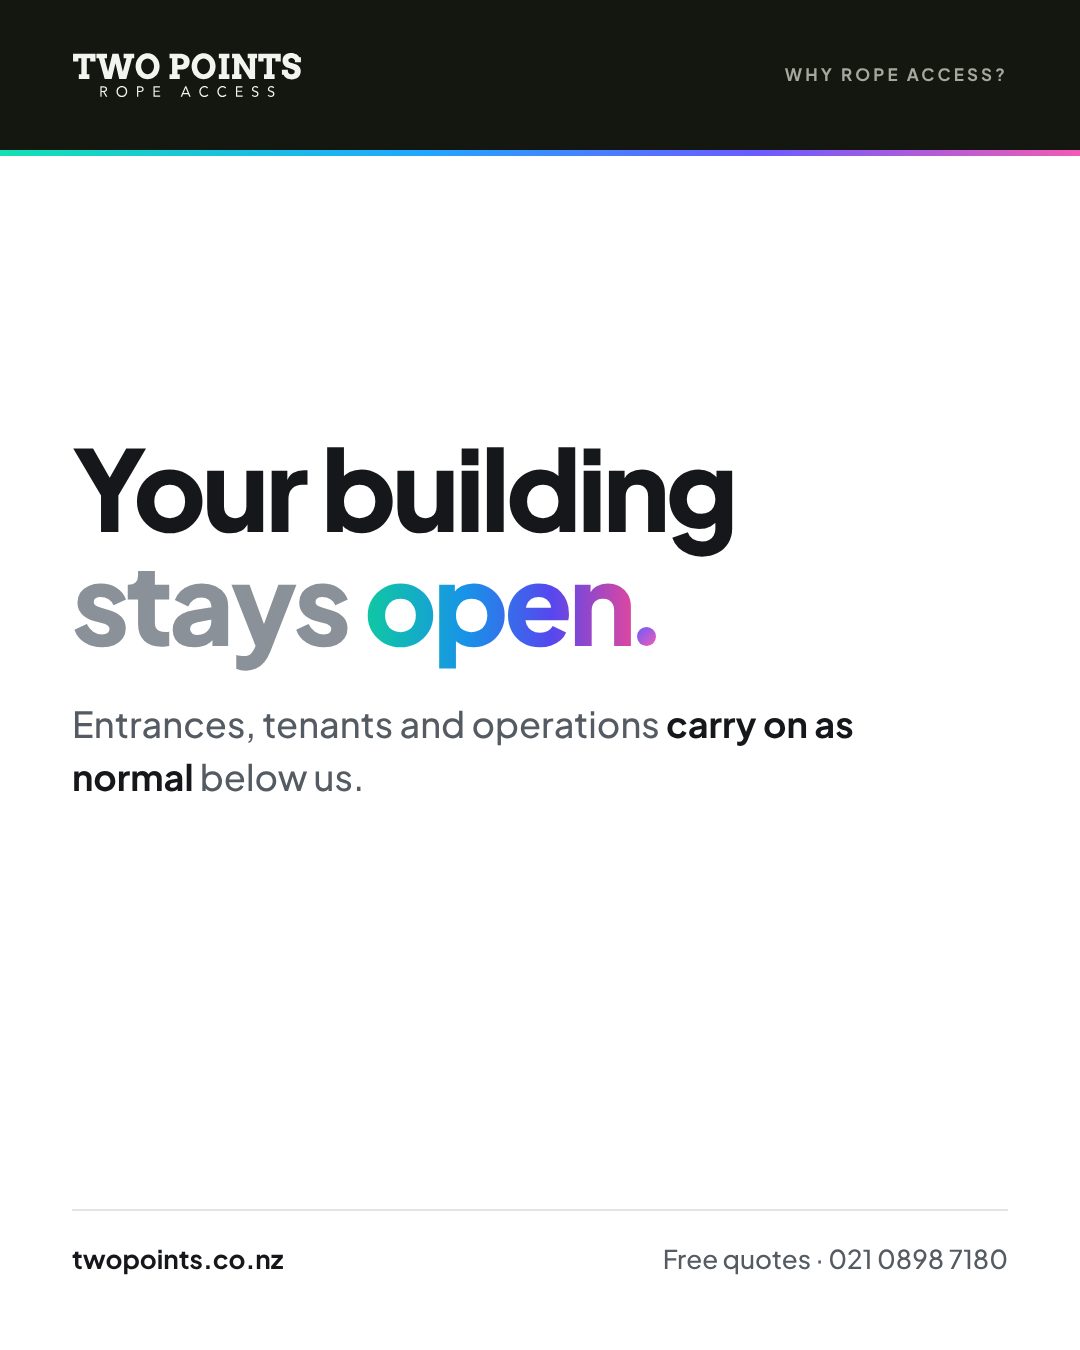 TWO POINTS
ROPE ACCESS
WHY ROPE ACCESS?
Your building
stays open.
Entrances, tenants and operations carry on as
normal below us.
twopoints.co.nz
Free quotes · 021 0898 7180